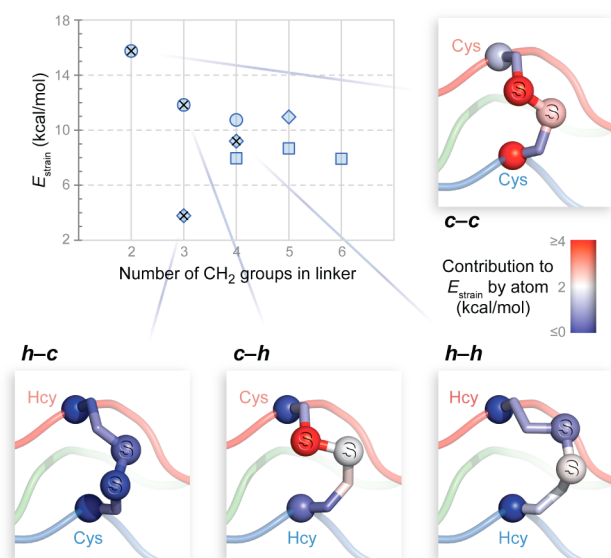 18
14
10
6
2
E_strain (kcal/mol)
2 3 4 5 6
Number of CH₂ groups in linker
Cys
S
S
Cys
c–c
Contribution to
E_strain by atom
(kcal/mol)
≥4
2
≤0
h–c
Hcy
S
S
Cys
c–h
Cys
S
S
Hcy
h–h
Hcy
S
S
Hcy